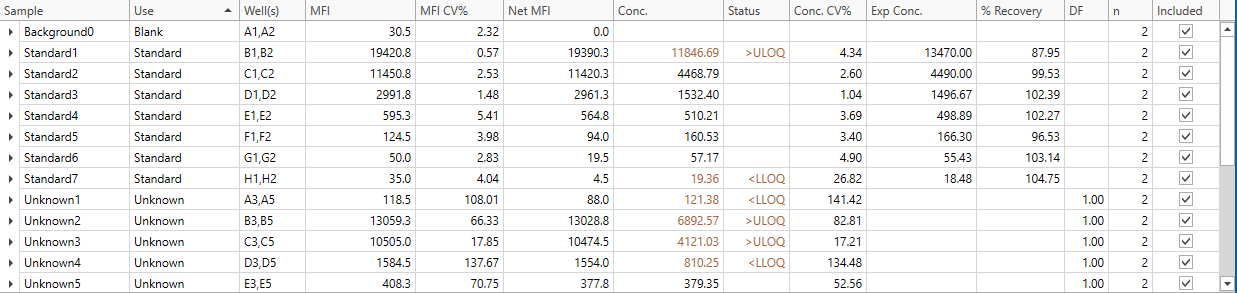 Sample Use Well(s) MFI MFI CV% Net MFI Conc. Status Conc. CV% Exp Conc. % Recovery DF n Included
Background0 Blank A1,A2 30.5 2.32 0.0 2
Standard1 Standard B1,B2 19420.8 0.57 19390.3 11846.69 >ULOQ 4.34 13470.00 87.95 2
Standard2 Standard C1,C2 11450.8 2.53 11420.3 4468.79 2.60 4490.00 99.53 2
Standard3 Standard D1,D2 2991.8 1.48 2961.3 1532.40 1.04 1496.67 102.39 2
Standard4 Standard E1,E2 595.3 5.41 564.8 510.21 3.69 498.89 102.27 2
Standard5 Standard F1,F2 124.5 3.98 94.0 160.53 3.40 166.30 96.53 2
Standard6 Standard G1,G2 50.0 2.83 19.5 57.17 4.90 55.43 103.14 2
Standard7 Standard H1,H2 35.0 4.04 4.5 19.36 <LLOQ 26.82 18.48 104.75 2
Unknown1 Unknown A3,A5 118.5 108.01 88.0 121.38 <LLOQ 141.42 1.00 2
Unknown2 Unknown B3,B5 13059.3 66.33 13028.8 6892.57 >ULOQ 82.81 1.00 2
Unknown3 Unknown C3,C5 10505.0 17.85 10474.5 4121.03 >ULOQ 17.21 1.00 2
Unknown4 Unknown D3,D5 1584.5 137.67 1554.0 810.25 <LLOQ 134.48 1.00 2
Unknown5 Unknown E3,E5 408.3 70.75 377.8 379.35 52.56 1.00 2